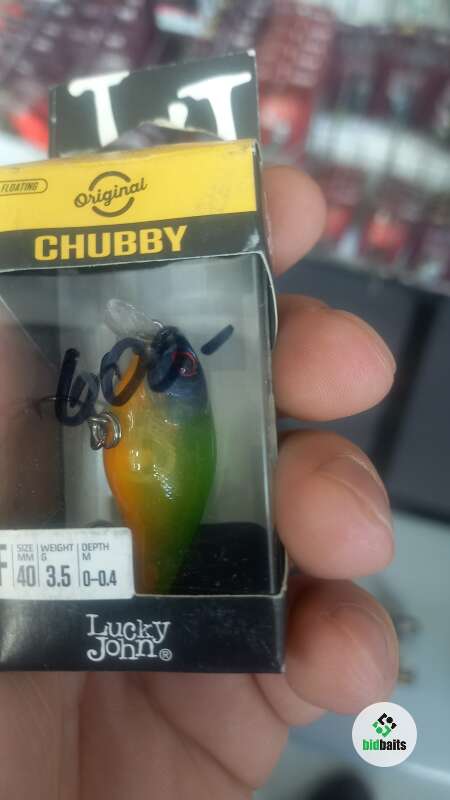 FLOATING
Original
CHUBBY
600-
F
SIZE MM
40
WEIGHT G
3.5
DEPTH M
0-0.4
Lucky
John®
bidbaits